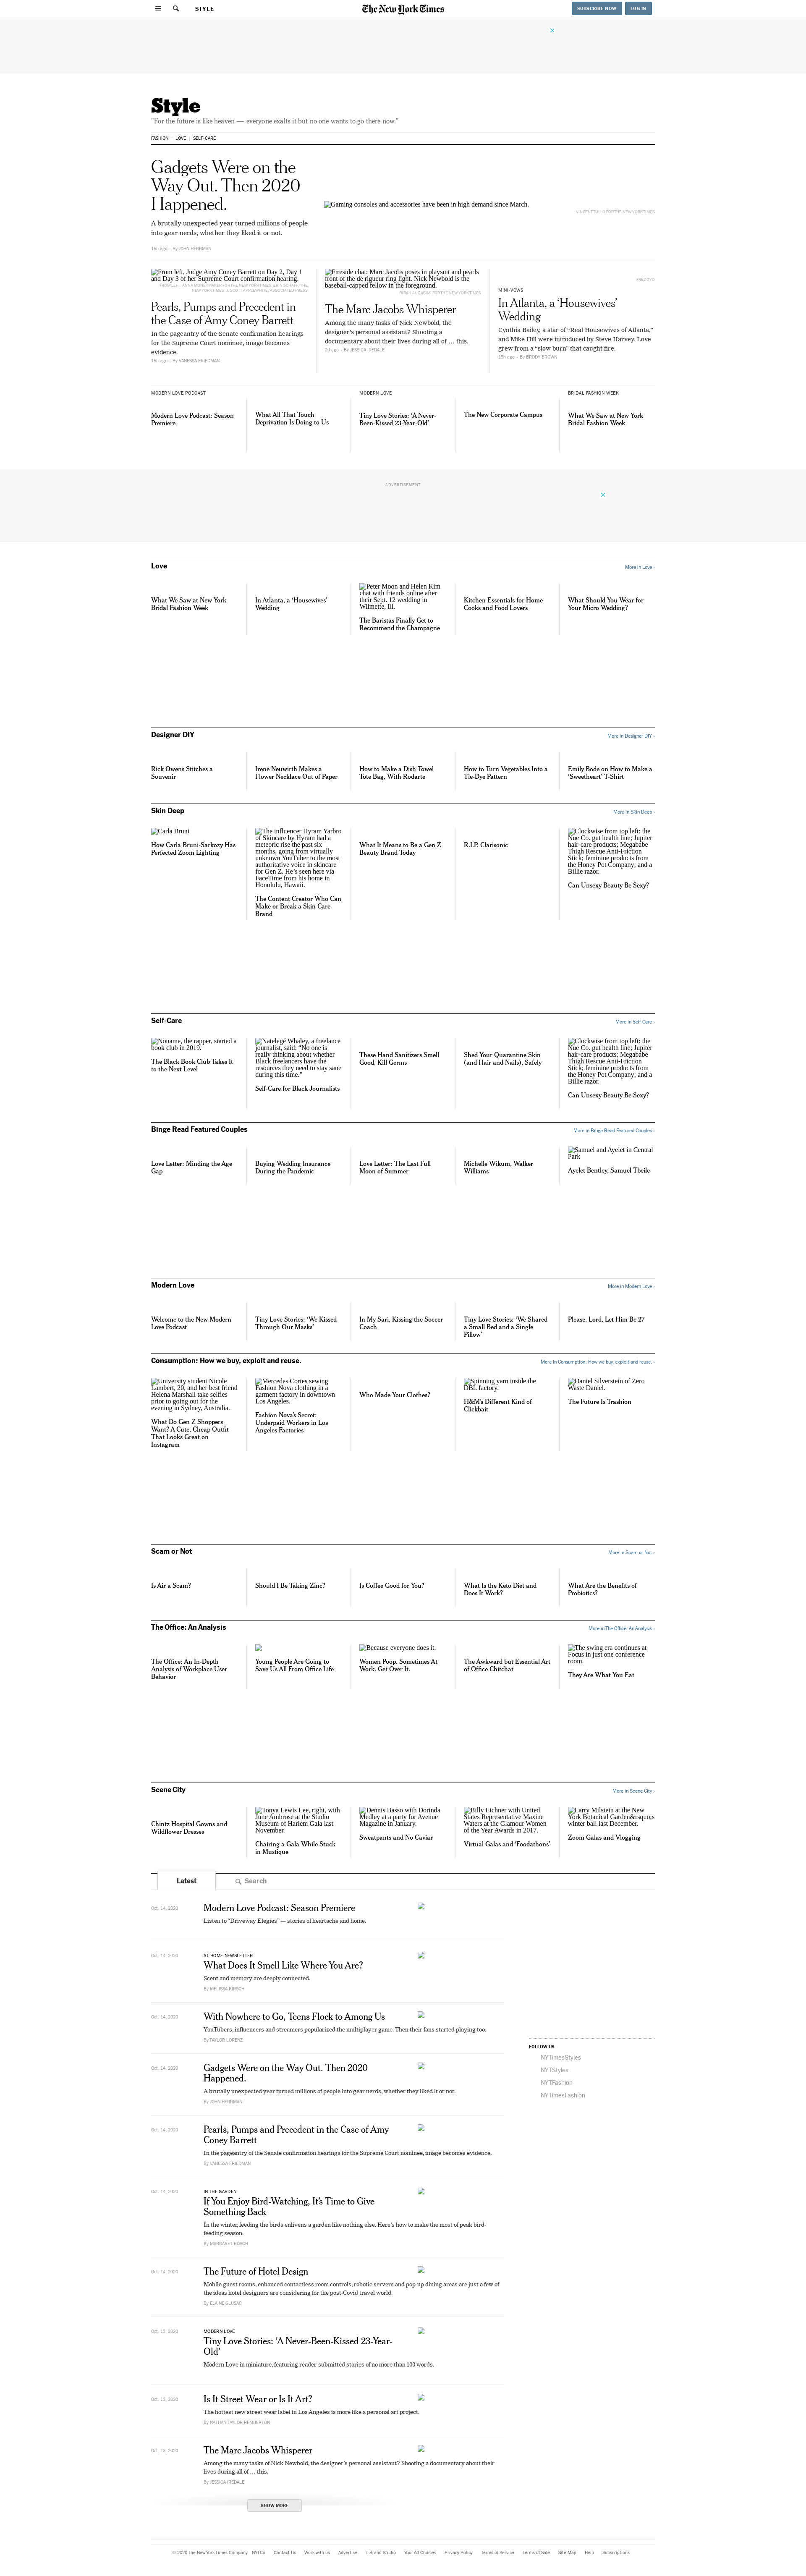 STYLE
The New York Times
SUBSCRIBE NOW
LOG IN
Style
"For the future is like heaven — everyone exalts it but no one wants to go there now."
FASHION
LOVE
SELF-CARE
Gadgets Were on the
Way Out. Then 2020
Happened.
A brutally unexpected year turned millions of people
into gear nerds, whether they liked it or not.
15h ago – By JOHN HERRMAN
Gaming consoles and accessories have been in high demand since March.
VINCENT TULLO FOR THE NEW YORK TIMES
From left, Judge Amy Coney Barrett on Day 2, Day 1
and Day 3 of her Supreme Court confirmation hearing.
Pearls, Pumps and Precedent in
the Case of Amy Coney Barrett
In the pageantry of the Senate confirmation hearings
for the Supreme Court nominee, image becomes
evidence.
15h ago – By VANESSA FRIEDMAN
Fireside chat: Marc Jacobs poses in playsuit and pearls
front of the de rigueur ring light. Nick Newbold is the
baseball-capped fellow in the foreground.
The Marc Jacobs Whisperer
Among the many tasks of Nick Newbold, the
designer's personal assistant? Shooting a
documentary about their lives during all of … this.
2d ago – By JESSICA IREDALE
MINI-VOWS
In Atlanta, a ‘Housewives’
Wedding
Cynthia Bailey, a star of “Real Housewives of Atlanta,”
and Mike Hill were introduced by Steve Harvey. Love
grew from a “slow burn” that caught fire.
15h ago – By BRODY BROWN
MODERN LOVE PODCAST
Modern Love Podcast: Season
Premiere
What All That Touch
Deprivation Is Doing to Us
MODERN LOVE
Tiny Love Stories: ‘A Never-
Been-Kissed 23-Year-Old’
The New Corporate Campus
BRIDAL FASHION WEEK
What We Saw at New York
Bridal Fashion Week
ADVERTISEMENT
Love
More in Love ›
What We Saw at New York
Bridal Fashion Week
In Atlanta, a ‘Housewives’
Wedding
Peter Moon and Helen Kim
chat with friends online after
their Sept. 12 wedding in
Wilmette, Ill.
The Baristas Finally Get to
Recommend the Champagne
Kitchen Essentials for Home
Cooks and Food Lovers
What Should You Wear for
Your Micro Wedding?
Designer DIY
More in Designer DIY ›
Rick Owens Stitches a
Souvenir
Irene Neuwirth Makes a
Flower Necklace Out of Paper
How to Make a Dish Towel
Tote Bag, With Rodarte
How to Turn Vegetables Into a
Tie-Dye Pattern
Emily Bode on How to Make a
‘Sweetheart’ T-Shirt
Skin Deep
More in Skin Deep ›
Carla Bruni
How Carla Bruni-Sarkozy Has
Perfected Zoom Lighting
The influencer Hyram Yarbro
of Skincare by Hyram had a
meteoric rise the past six
months, going from virtually
unknown YouTuber to the most
authoritative voice in skincare
for Gen Z. He’s seen here via
FaceTime from his home in
Honolulu, Hawaii.
The Content Creator Who Can
Make or Break a Skin Care
Brand
What It Means to Be a Gen Z
Beauty Brand Today
R.I.P. Clarisonic
Clockwise from top left: the
Nue Co. gut health line; Jupiter
hair-care products; Megababe
Thigh Rescue Anti-Friction
Stick; feminine products from
the Honey Pot Company; and a
Billie razor.
Can Unsexy Beauty Be Sexy?
Self-Care
More in Self-Care ›
Noname, the rapper, started a
book club in 2019.
The Black Book Club Takes It
to the Next Level
Natelegé Whaley, a freelance
journalist, said: “No one is
really thinking about whether
Black freelancers have the
resources they need to stay sane
during this time.”
Self-Care for Black Journalists
These Hand Sanitizers Smell
Good, Kill Germs
Shed Your Quarantine Skin
(and Hair and Nails), Safely
Clockwise from top left: the
Nue Co. gut health line; Jupiter
hair-care products; Megababe
Thigh Rescue Anti-Friction
Stick; feminine products from
the Honey Pot Company; and a
Billie razor.
Can Unsexy Beauty Be Sexy?
Binge Read Featured Couples
More in Binge Read Featured Couples ›
Love Letter: Minding the Age
Gap
Buying Wedding Insurance
During the Pandemic
Love Letter: The Last Full
Moon of Summer
Michelle Wikum, Walker
Williams
Samuel and Ayelet in Central
Park
Ayelet Bentley, Samuel Tbeile
Modern Love
More in Modern Love ›
Welcome to the New Modern
Love Podcast
Tiny Love Stories: ‘We Kissed
Through Our Masks’
In My Sari, Kissing the Soccer
Coach
Tiny Love Stories: ‘We Shared
a Small Bed and a Single
Pillow’
Please, Lord, Let Him Be 27
Consumption: How we buy, exploit and reuse.
More in Consumption: How we buy, exploit and reuse. ›
University student Nicole
Lambert, 20, and her best friend
Helena Marshall take selfies
prior to going out for the
evening in Sydney, Australia.
What Do Gen Z Shoppers
Want? A Cute, Cheap Outfit
That Looks Great on
Instagram
Mercedes Cortes sewing
Fashion Nova clothing in a
garment factory in downtown
Los Angeles.
Fashion Nova’s Secret:
Underpaid Workers in Los
Angeles Factories
Who Made Your Clothes?
Spinning yarn inside the
DBL factory.
H&M’s Different Kind of
Clickbait
Daniel Silverstein of Zero
Waste Daniel.
The Future Is Trashion
Scam or Not
More in Scam or Not ›
Is Air a Scam?
Should I Be Taking Zinc?
Is Coffee Good for You?
What Is the Keto Diet and
Does It Work?
What Are the Benefits of
Probiotics?
The Office: An Analysis
More in The Office: An Analysis ›
The Office: An In-Depth
Analysis of Workplace User
Behavior
Young People Are Going to
Save Us All From Office Life
Because everyone does it.
Women Poop. Sometimes At
Work. Get Over It.
The Awkward but Essential Art
of Office Chitchat
The swing era continues at
Focus in just one conference
room.
They Are What You Eat
Scene City
More in Scene City ›
Chintz Hospital Gowns and
Wildflower Dresses
Tonya Lewis Lee, right, with
June Ambrose at the Studio
Museum of Harlem Gala last
November.
Chairing a Gala While Stuck
in Mustique
Dennis Basso with Dorinda
Medley at a party for Avenue
Magazine in January.
Sweatpants and No Caviar
Billy Eichner with United
States Representative Maxine
Waters at the Glamour Women
of the Year Awards in 2017.
Virtual Galas and ‘Foodathons’
Larry Milstein at the New
York Botanical Garden&rsquo;s
winter ball last December.
Zoom Galas and Vlogging
Latest
Search
Oct. 14, 2020
Modern Love Podcast: Season Premiere
Listen to “Driveway Elegies” — stories of heartache and home.
Oct. 14, 2020
AT HOME NEWSLETTER
What Does It Smell Like Where You Are?
Scent and memory are deeply connected.
By MELISSA KIRSCH
Oct. 14, 2020
With Nowhere to Go, Teens Flock to Among Us
YouTubers, influencers and streamers popularized the multiplayer game. Then their fans started playing too.
By TAYLOR LORENZ
Oct. 14, 2020
Gadgets Were on the Way Out. Then 2020
Happened.
A brutally unexpected year turned millions of people into gear nerds, whether they liked it or not.
By JOHN HERRMAN
Oct. 14, 2020
Pearls, Pumps and Precedent in the Case of Amy
Coney Barrett
In the pageantry of the Senate confirmation hearings for the Supreme Court nominee, image becomes evidence.
By VANESSA FRIEDMAN
Oct. 14, 2020
IN THE GARDEN
If You Enjoy Bird-Watching, It’s Time to Give
Something Back
In the winter, feeding the birds enlivens a garden like nothing else. Here’s how to make the most of peak bird-
feeding season.
By MARGARET ROACH
Oct. 14, 2020
The Future of Hotel Design
Mobile guest rooms, enhanced contactless room controls, robotic servers and pop-up dining areas are just a few of
the ideas hotel designers are considering for the post-Covid travel world.
By ELAINE GLUSAC
Oct. 13, 2020
MODERN LOVE
Tiny Love Stories: ‘A Never-Been-Kissed 23-Year-
Old’
Modern Love in miniature, featuring reader-submitted stories of no more than 100 words.
Oct. 13, 2020
Is It Street Wear or Is It Art?
The hottest new street wear label in Los Angeles is more like a personal art project.
By NATHAN TAYLOR PEMBERTON
Oct. 13, 2020
The Marc Jacobs Whisperer
Among the many tasks of Nick Newbold, the designer’s personal assistant? Shooting a documentary about their
lives during all of … this.
By JESSICA IREDALE
SHOW MORE
FOLLOW US
NYTimesStyles
NYTStyles
NYTFashion
NYTimesFashion
© 2020 The New York Times Company
NYTCo
Contact Us
Work with us
Advertise
T Brand Studio
Your Ad Choices
Privacy Policy
Terms of Service
Terms of Sale
Site Map
Help
Subscriptions